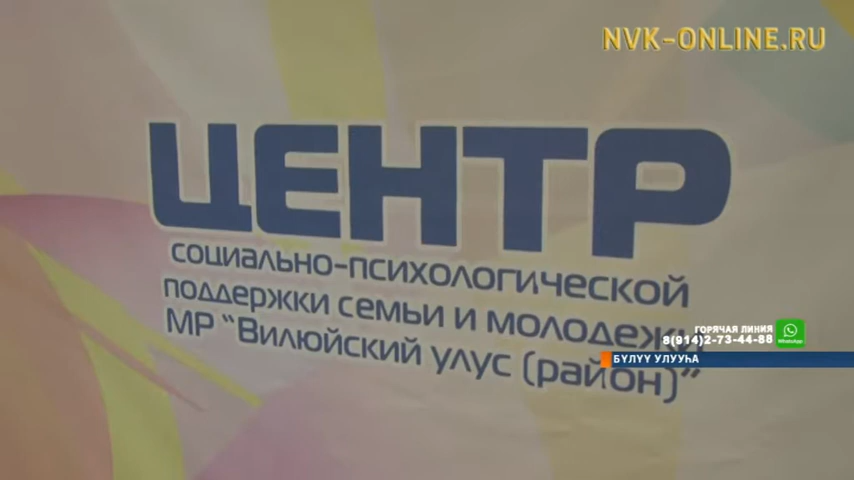 NVK-ONLINE.RU
ЦЕНТР
СОЦИАЛЬНО-ПСИХОЛОГИЧЕСКОЙ
ПОДДЕРЖКИ СЕМЬИ И МОЛОДЕЖИ
МР "Вилюйский улус (район)"
ГОРЯЧАЯ ЛИНИЯ
8(914)2-73-44-88
WhatsApp
БҮЛҮҮ УЛУУҺА